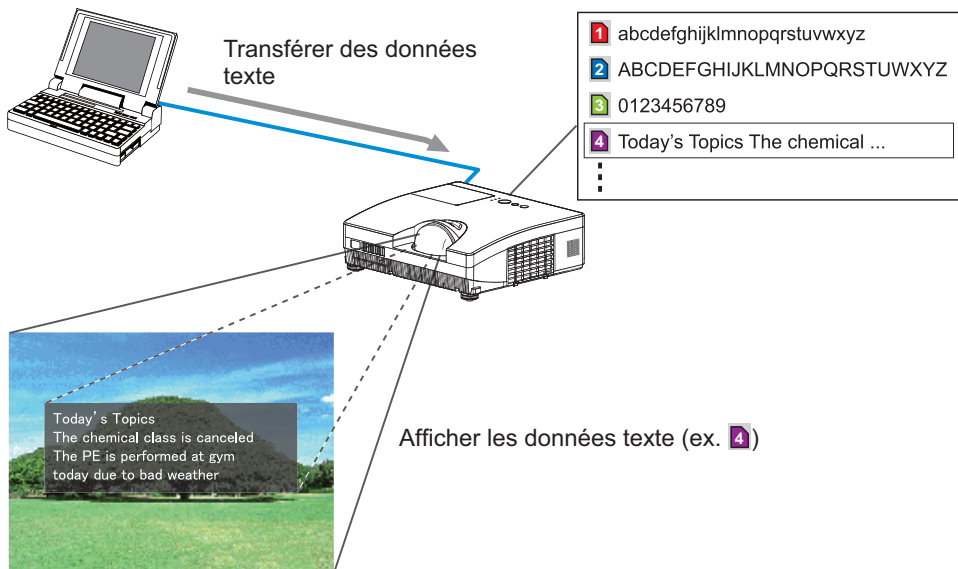 Transférer des données
texte
1 abcdefghijklmnopqrstuvwxyz
2 ABCDEFGHIJKLMNOPQRSTUWXYZ
3 0123456789
4 Today's Topics The chemical ...
Today's Topics
The chemical class is canceled
The PE is performed at gym
today due to bad weather
Afficher les données texte (ex. 4)